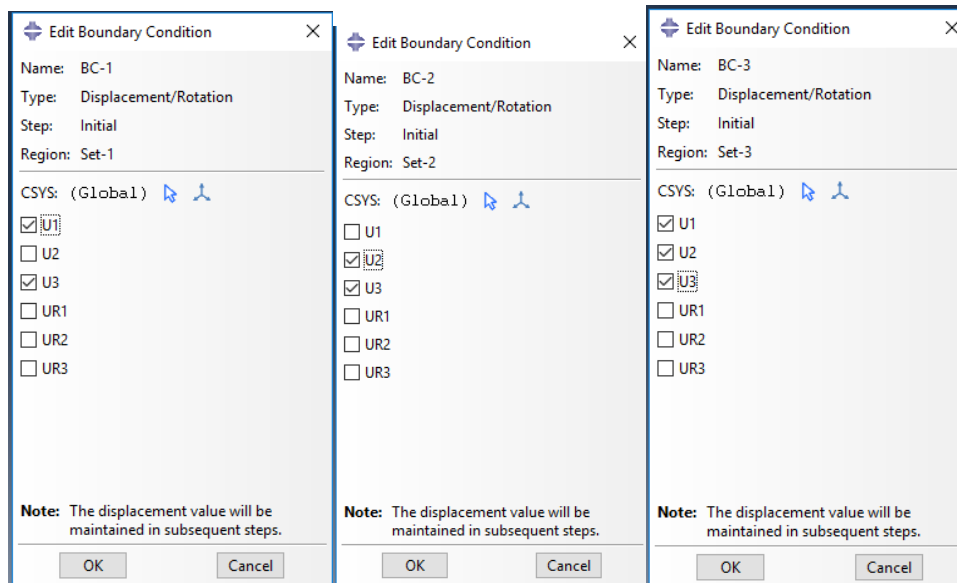 Edit Boundary Condition
Name: BC-1
Type: Displacement/Rotation
Step: Initial
Region: Set-1
CSYS: (Global)
U1
U2
U3
UR1
UR2
UR3
Note: The displacement value will be
maintained in subsequent steps.
OK Cancel
Edit Boundary Condition
Name: BC-2
Type: Displacement/Rotation
Step: Initial
Region: Set-2
CSYS: (Global)
U1
U2
U3
UR1
UR2
UR3
Note: The displacement value will be
maintained in subsequent steps.
OK Cancel
Edit Boundary Condition
Name: BC-3
Type: Displacement/Rotation
Step: Initial
Region: Set-3
CSYS: (Global)
U1
U2
U3
UR1
UR2
UR3
Note: The displacement value will be
maintained in subsequent steps.
OK Cancel